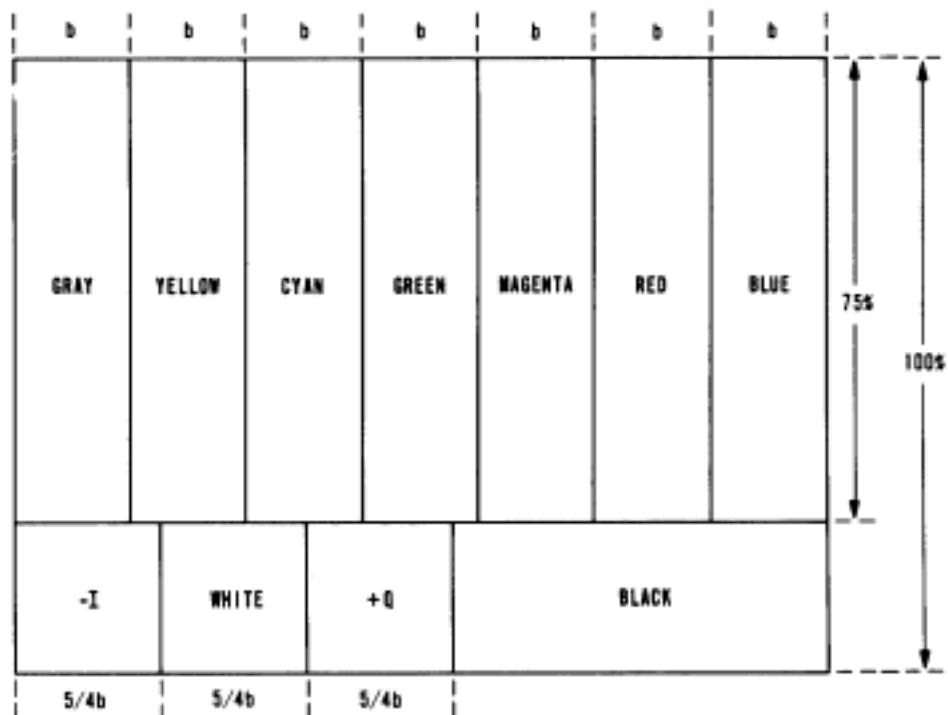 b b b b b b b
GRAY YELLOW CYAN GREEN MAGENTA RED BLUE
75%
100%
-I WHITE +Q BLACK
5/4b 5/4b 5/4b